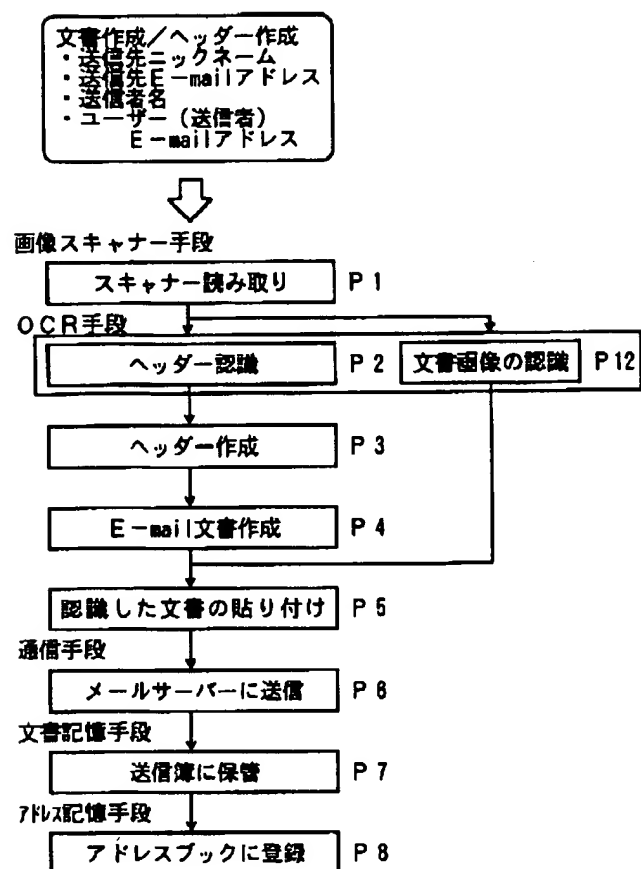 文書作成／ヘッダー作成
・送信先ニックネーム
・送信先E－mailアドレス
・送信者名
・ユーザー（送信者）
E－mailアドレス
画像スキャナー手段
スキャナー読み取り P1
OCR手段
ヘッダー認識 P2 文書画像の認識 P12
ヘッダー作成 P3
E－mail文書作成 P4
認識した文書の貼り付け P5
通信手段
メールサーバーに送信 P6
文書記憶手段
送信簿に保管 P7
アドレス記憶手段
アドレスブックに登録 P8